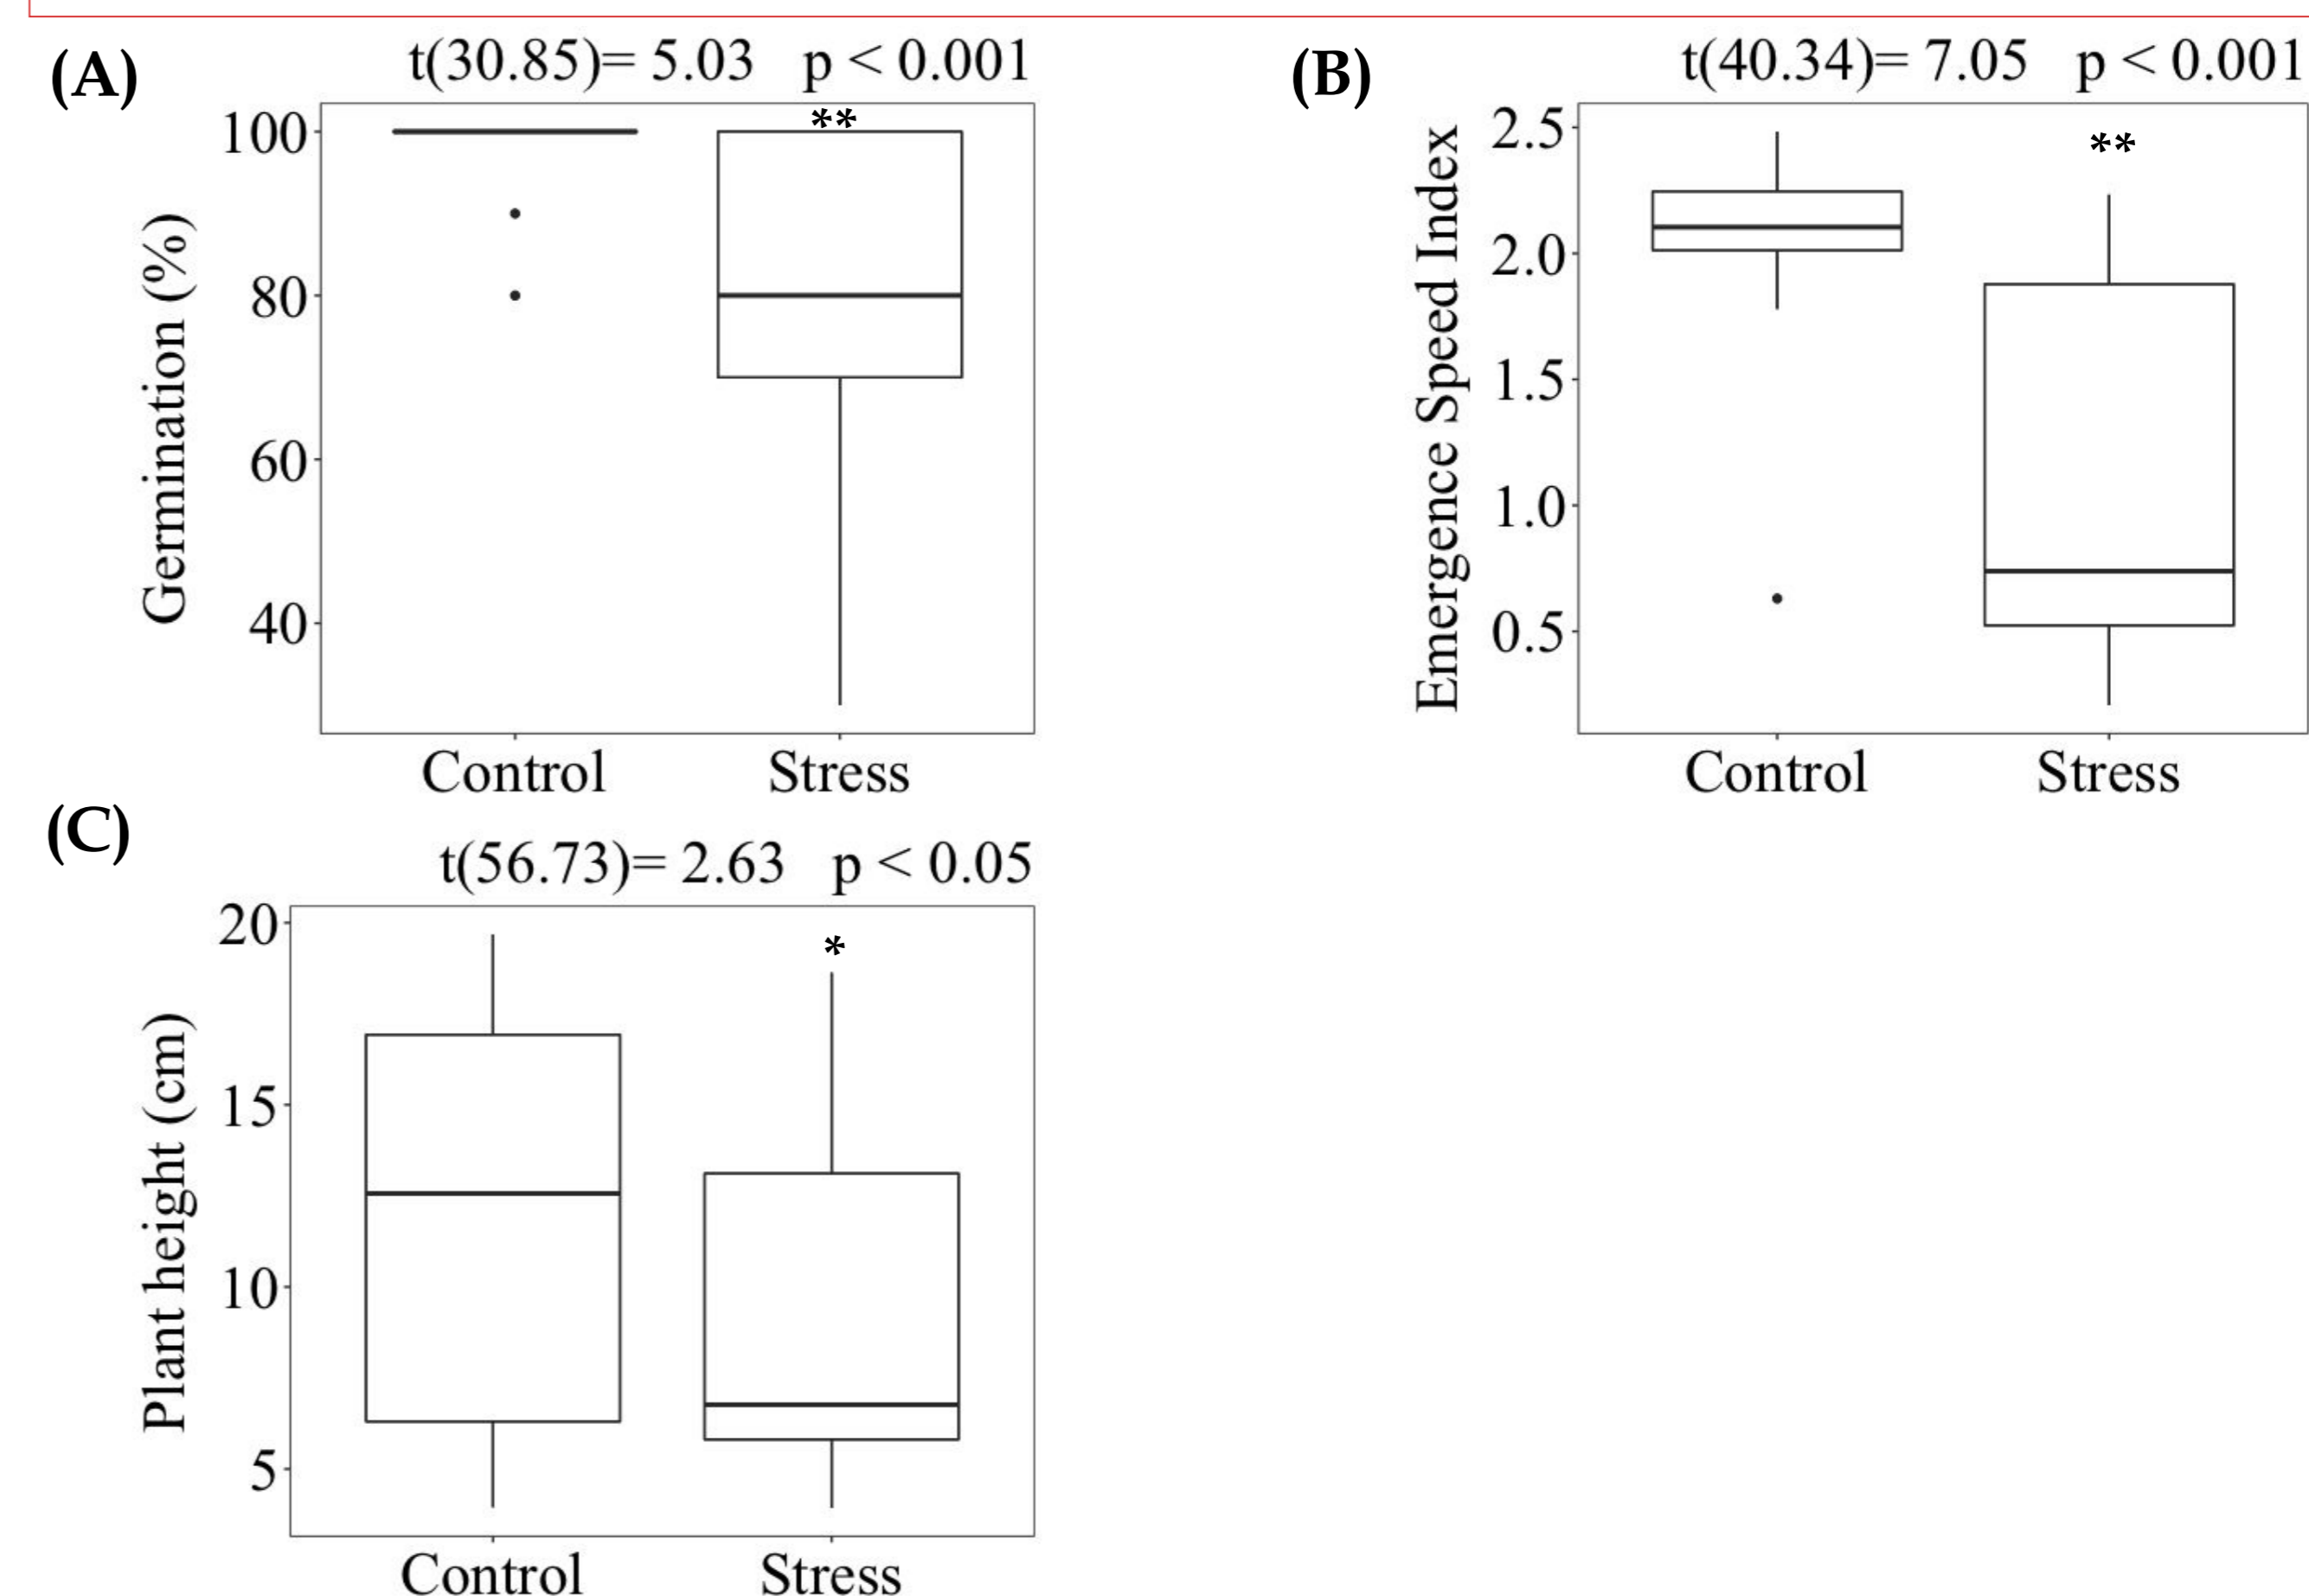 (A)
t(30.85)= 5.03 p < 0.001
**
100
80
60
40
Germination (%)
Control Stress
(B)
t(40.34)= 7.05 p < 0.001
**
2.5
2.0
1.5
1.0
0.5
Emergence Speed Index
Control Stress
(C)
t(56.73)= 2.63 p < 0.05
*
20
15
10
5
Plant height (cm)
Control Stress